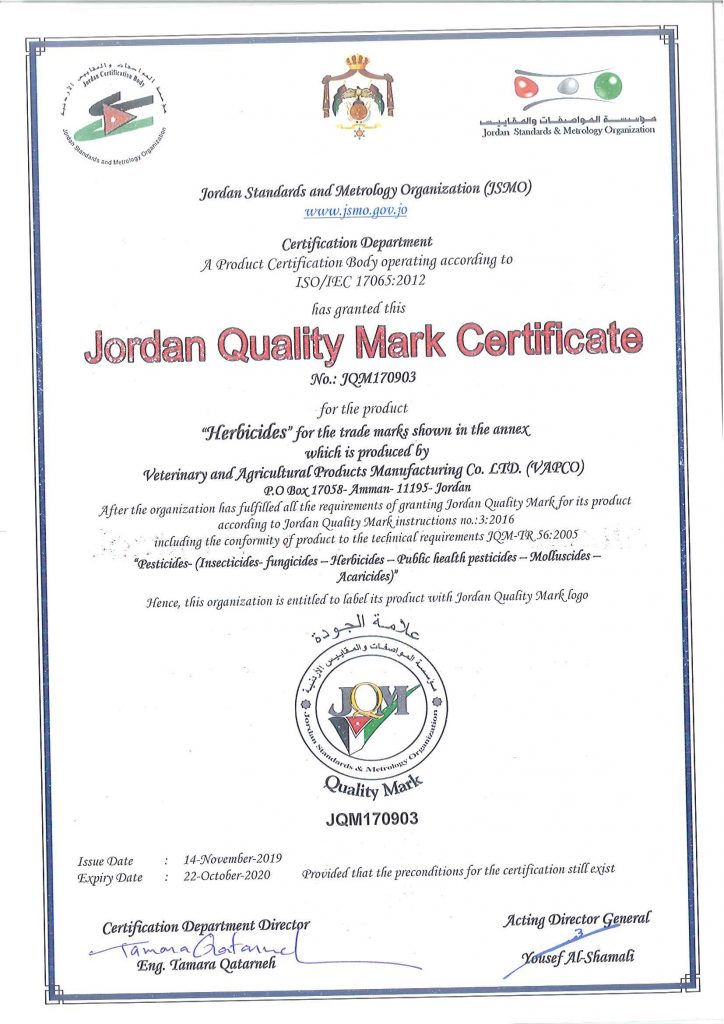 مؤسسة المواصفات والمقاييس الأردنية
Jordan Certification Body
Jordan Standards and Metrology Organization
مؤسسة المواصفات والمقاييس
Jordan Standards & Metrology Organization
Jordan Standards and Metrology Organization (JSMO)
www.jsmo.gov.jo
Certification Department
A Product Certification Body operating according to
ISO/IEC 17065:2012
has granted this
Jordan Quality Mark Certificate
No.: JQM170903
for the product
“Herbicides” for the trade marks shown in the annex
which is produced by
Veterinary and Agricultural Products Manufacturing Co. LTD. (VAPCO)
P.O Box 17058- Amman- 11195- Jordan
After the organization has fulfilled all the requirements of granting Jordan Quality Mark for its product
according to Jordan Quality Mark instructions no.:3:2016
including the conformity of product to the technical requirements JQM-TR 56:2005
“Pesticides- (Insecticides- fungicides – Herbicides – Public health pesticides – Molluscides –
Acaricides)”
Hence, this organization is entitled to label its product with Jordan Quality Mark logo
علامة الجودة
مؤسسة المواصفات والمقاييس الأردنية
JQM
Jordan Standards & Metrology Organization
Quality Mark
JQM170903
Issue Date : 14-November-2019
Expiry Date : 22-October-2020 Provided that the preconditions for the certification still exist
Certification Department Director
Tamara Qatarneh
Eng. Tamara Qatarneh
Acting Director General
Yousef Al-Shamali